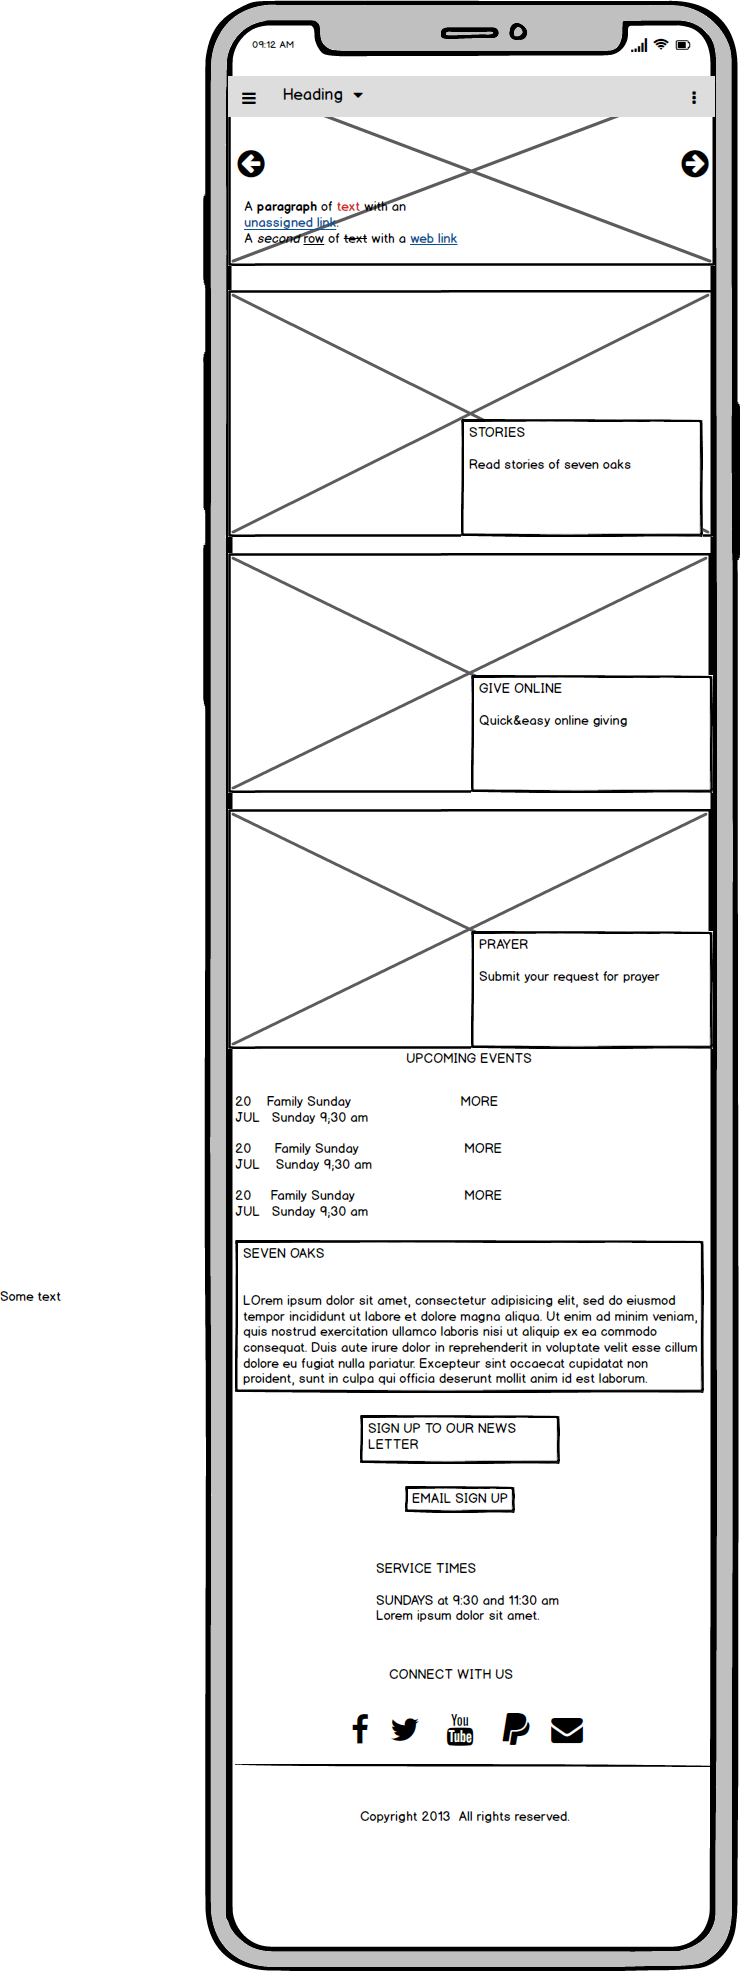 09:12 AM
Heading
A paragraph of text with an
unassigned link.
A second row of text with a web link
STORIES
Read stories of seven oaks
GIVE ONLINE
Quick&easy online giving
PRAYER
Submit your request for prayer
UPCOMING EVENTS
20 Family Sunday MORE
JUL Sunday 9;30 am
20 Family Sunday MORE
JUL Sunday 9;30 am
20 Family Sunday MORE
JUL Sunday 9;30 am
SEVEN OAKS
Some text
LOrem ipsum dolor sit amet, consectetur adipisicing elit, sed do eiusmod
tempor incididunt ut labore et dolore magna aliqua. Ut enim ad minim veniam,
quis nostrud exercitation ullamco laboris nisi ut aliquip ex ea commodo
consequat. Duis aute irure dolor in reprehenderit in voluptate velit esse cillum
dolore eu fugiat nulla pariatur. Excepteur sint occaecat cupidatat non
proident, sunt in culpa qui officia deserunt mollit anim id est laborum.
SIGN UP TO OUR NEWS
LETTER
EMAIL SIGN UP
SERVICE TIMES
SUNDAYS at 9:30 and 11:30 am
Lorem ipsum dolor sit amet.
CONNECT WITH US
You
Tube
Copyright 2013 All rights reserved.